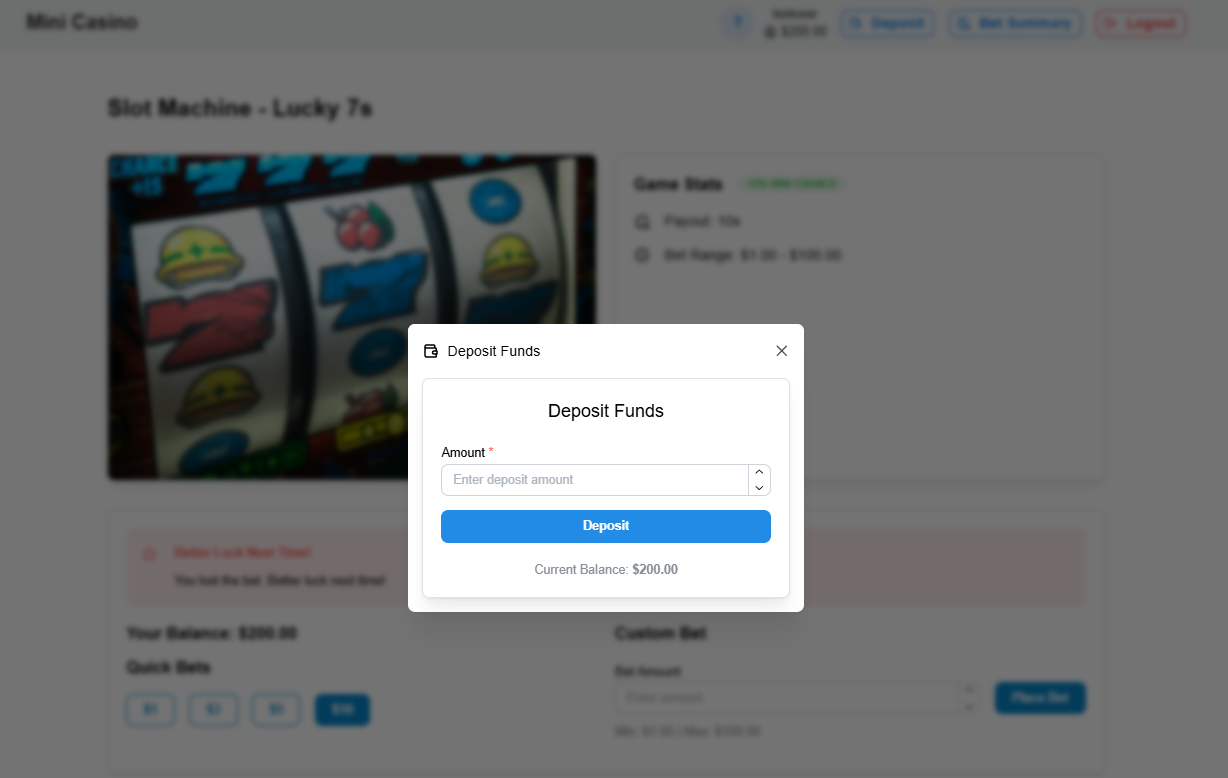 Mini Casino
@ $200.00
Deposit
Bet Summary
Logout
Slot Machine - Lucky 7s
CHANCE
+15
Game Stats
Payout: 10x
Bet Range: $1.00 - $100.00
Deposit Funds
Deposit Funds
Amount *
Enter deposit amount
Deposit
Current Balance: $200.00
Better Luck Next Time!
You lost the bet. Better luck next time!
Your Balance: $200.00
Custom Bet
Quick Bets
Bet Amount
Enter amount
$1
$5
$10
Place Bet
Min: $1.00 / Max: $100.00